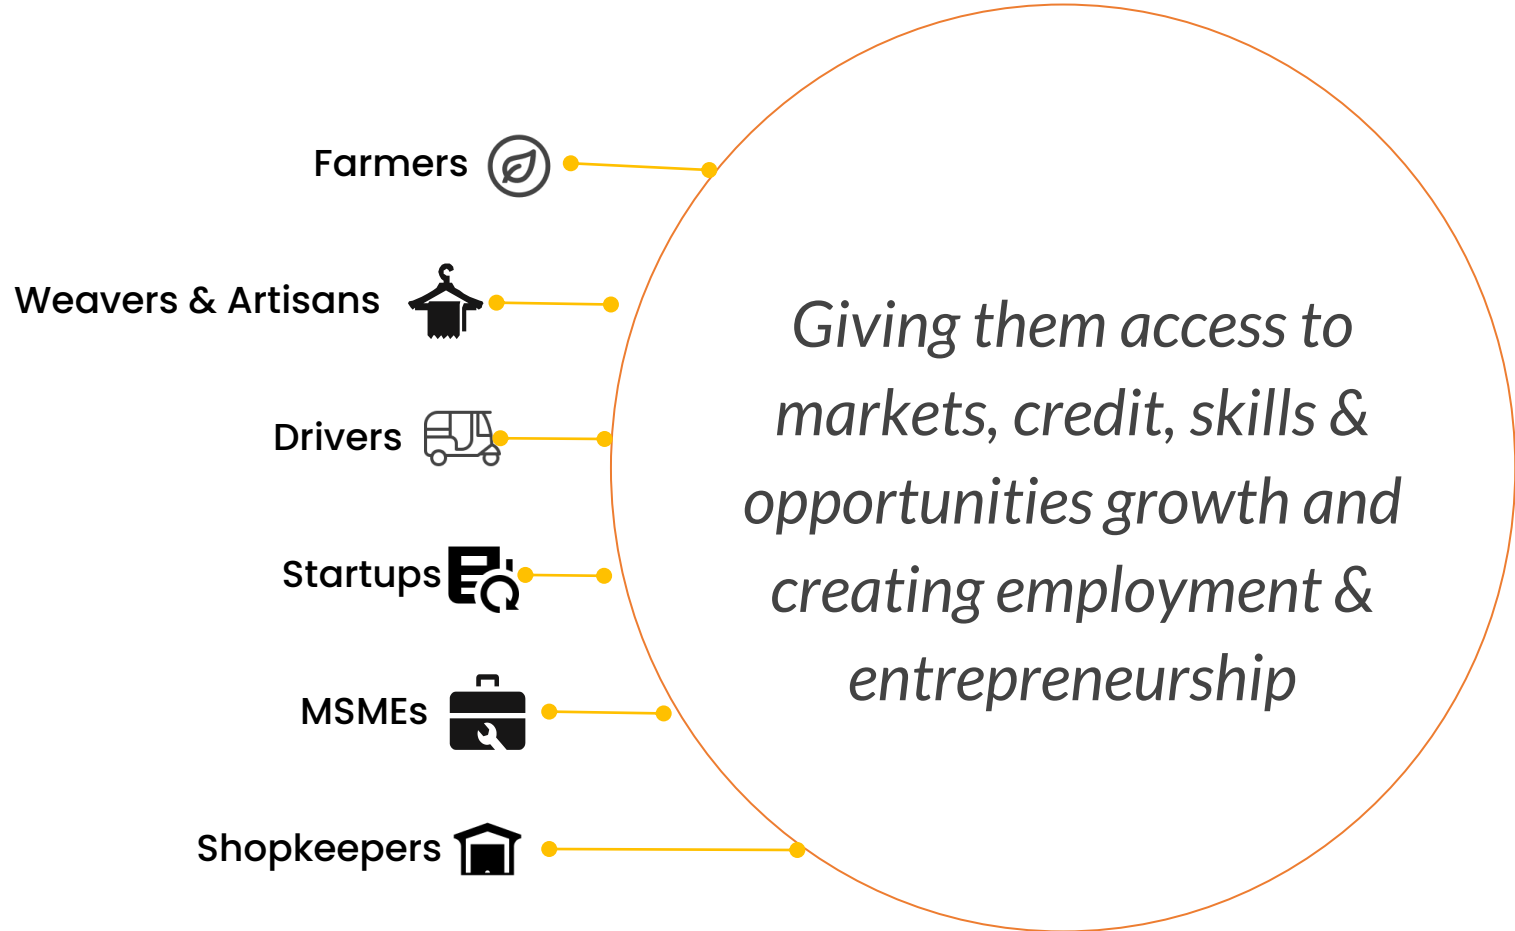 Farmers
Weavers & Artisans
Drivers
Startups
MSMEs
Shopkeepers
Giving them access to
markets, credit, skills &
opportunities growth and
creating employment &
entrepreneurship